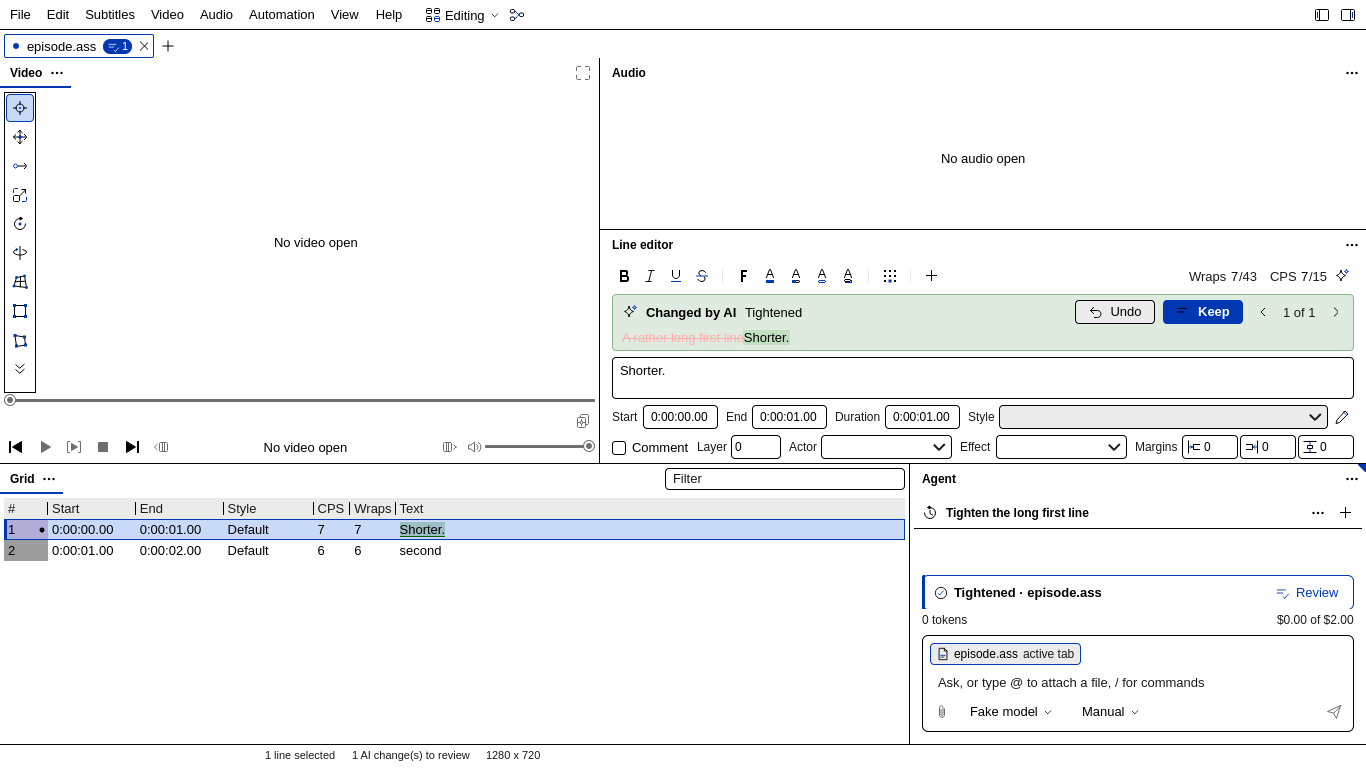 File Edit Subtitles Video Audio Automation View Help Editing
episode.ass 1
Video
No video open
No video open
Audio
No audio open
Line editor
B I U S F A A A A Wraps 7/43 CPS 7/15
Changed by AI Tightened Undo Keep 1 of 1
A rather long first lineShorter.
Shorter.
Start 0:00:00.00 End 0:00:01.00 Duration 0:00:01.00 Style
Comment Layer 0 Actor Effect Margins 0 0 0
Grid Filter
# Start End Style CPS Wraps Text
1 0:00:00.00 0:00:01.00 Default 7 7 Shorter.
2 0:00:01.00 0:00:02.00 Default 6 6 second
Agent
Tighten the long first line
Tightened · episode.ass Review
0 tokens $0.00 of $2.00
episode.ass active tab
Ask, or type @ to attach a file, / for commands
Fake model Manual
1 line selected 1 AI change(s) to review 1280 x 720